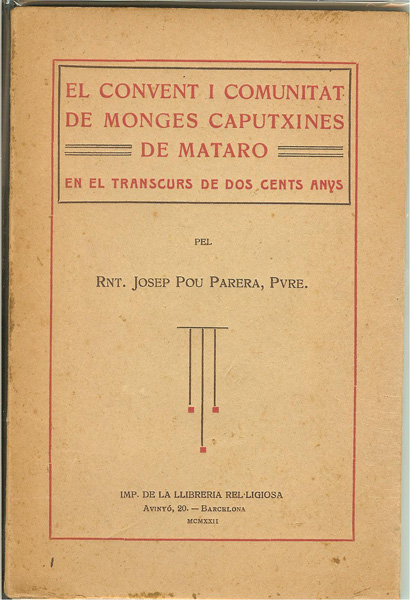 EL CONVENT I COMUNITAT
DE MONGES CAPUTXINES
DE MATARO
EN EL TRANSCURS DE DOS CENTS ANYS
PEL
RNT. JOSEP POU PARERA, PVRE.
IMP. DE LA LLIBRERIA REL·LIGIOSA
AVINYÓ, 20. — BARCELONA
MCMXXII